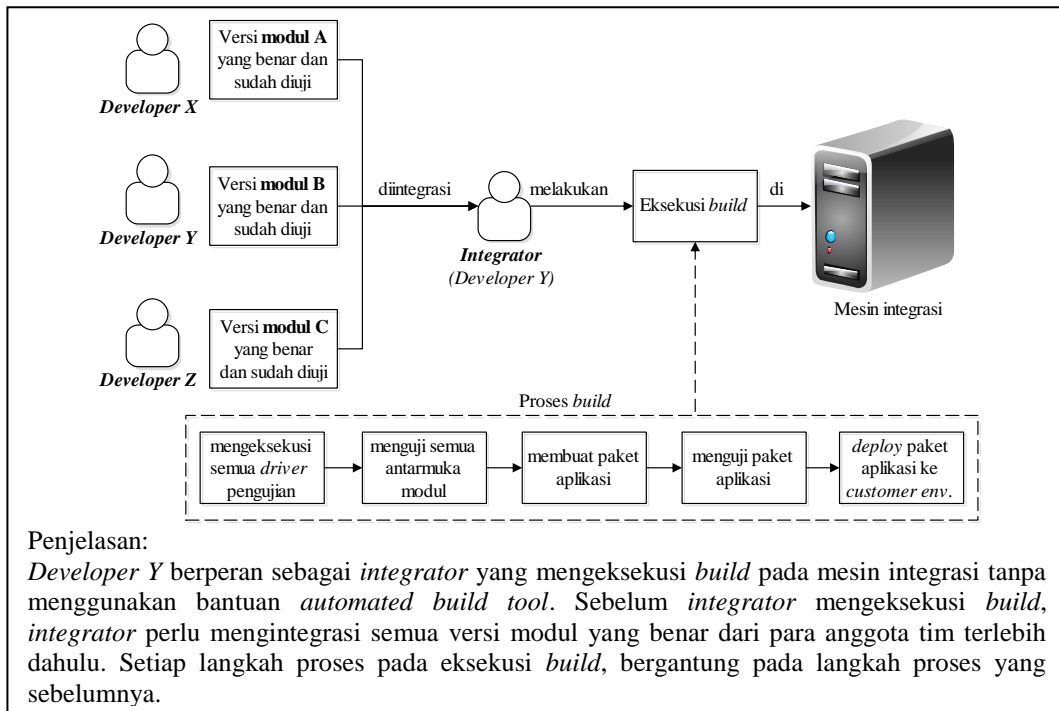 Versi modul A
yang benar dan
sudah diuji
Developer X
Versi modul B
yang benar dan
sudah diuji
Developer Y
Versi modul C
yang benar
dan sudah diuji
Developer Z
diintegrasi
Integrator
(Developer Y)
melakukan
Eksekusi build
di
Mesin integrasi
Proses build
mengeksekusi
semua driver
pengujian
menguji semua
antarmuka
modul
membuat paket
aplikasi
menguji paket
aplikasi
deploy paket
aplikasi ke
customer env.
Penjelasan:
Developer Y berperan sebagai integrator yang mengeksekusi build pada mesin integrasi tanpa
menggunakan bantuan automated build tool. Sebelum integrator mengeksekusi build,
integrator perlu mengintegrasi semua versi modul yang benar dari para anggota tim terlebih
dahulu. Setiap langkah proses pada eksekusi build, bergantung pada langkah proses yang
sebelumnya.